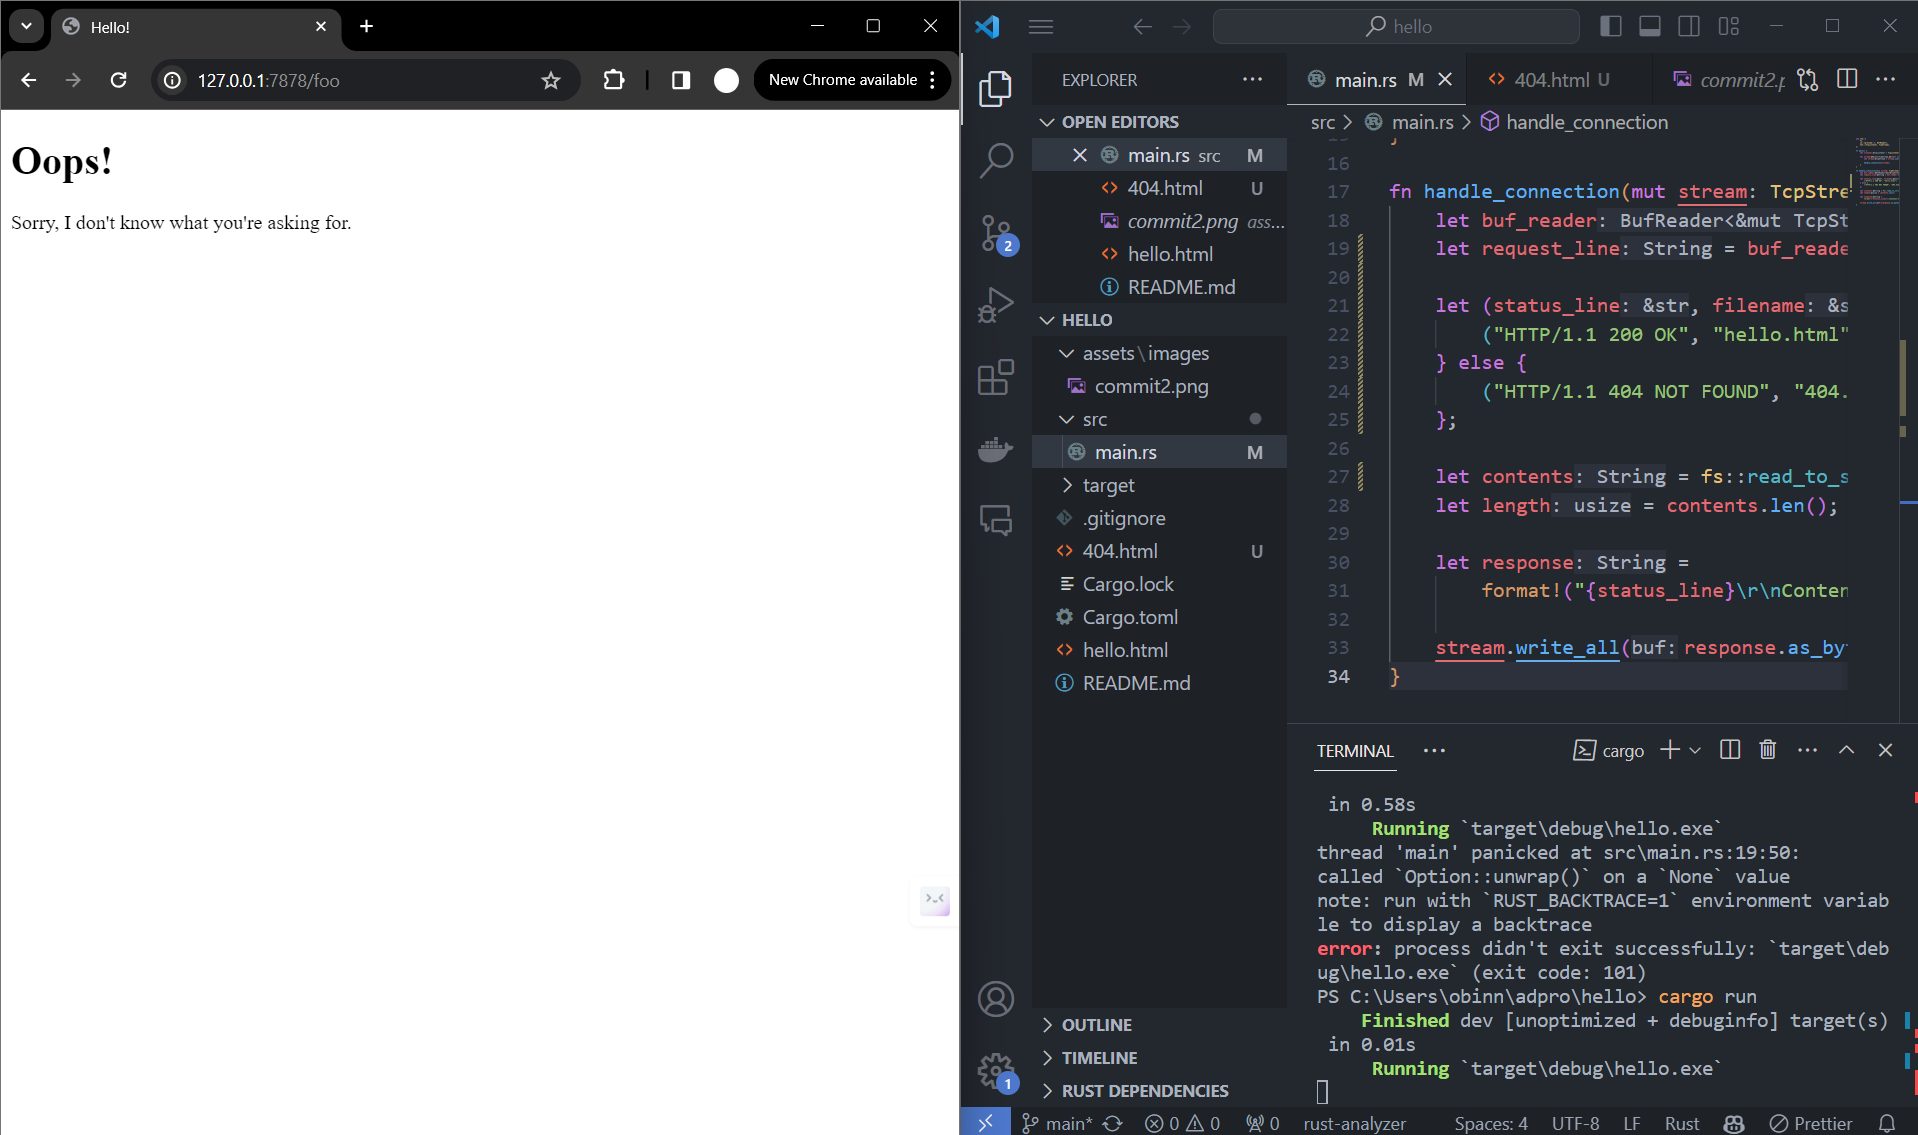 Hello!
127.0.0.1:7878/foo
New Chrome available
Oops!
Sorry, I don't know what you're asking for.
hello
EXPLORER
OPEN EDITORS
main.rs src M
404.html U
commit2.png ass...
hello.html
README.md
HELLO
assets\images
commit2.png
src
main.rs M
target
.gitignore
404.html U
Cargo.lock
Cargo.toml
hello.html
README.md
OUTLINE
TIMELINE
RUST DEPENDENCIES
2
1
main.rs M
404.html U
commit2.p
src > main.rs > handle_connection
16
17 fn handle_connection(mut stream: TcpStre
18 let buf_reader: BufReader<&mut TcpSt
19 let request_line: String = buf_reade
20
21 let (status_line: &str, filename: &s
22 ("HTTP/1.1 200 OK", "hello.html"
23 } else {
24 ("HTTP/1.1 404 NOT FOUND", "404.
25 };
26
27 let contents: String = fs::read_to_s
28 let length: usize = contents.len();
29
30 let response: String =
31 format!("{status_line}\r\nConten
32
33 stream.write_all(buf: response.as_by
34 }
TERMINAL
cargo
in 0.58s
Running `target\debug\hello.exe`
thread 'main' panicked at src\main.rs:19:50:
called `Option::unwrap()` on a `None` value
note: run with `RUST_BACKTRACE=1` environment variab
le to display a backtrace
error: process didn't exit successfully: `target\deb
ug\hello.exe` (exit code: 101)
PS C:\Users\obinn\adpro\hello> cargo run
Finished dev [unoptimized + debuginfo] target(s)
in 0.01s
Running `target\debug\hello.exe`
main* 0 0 0 rust-analyzer Spaces: 4 UTF-8 LF Rust Prettier